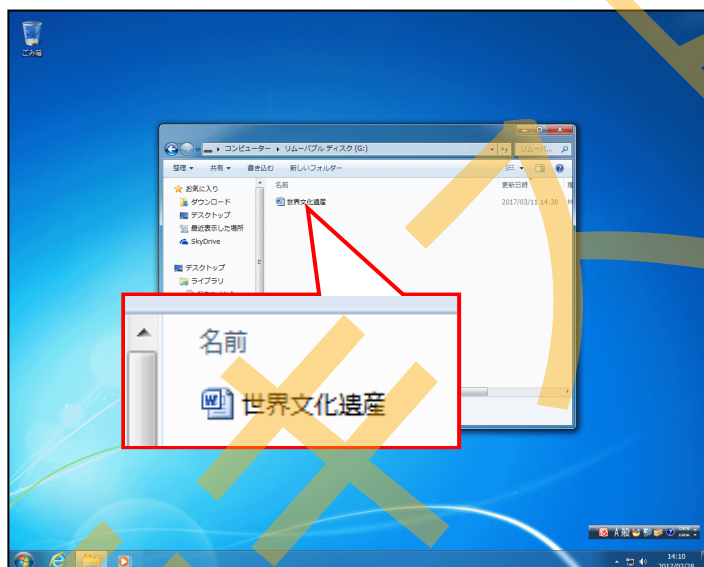 ごみ箱
コンピューター ▸ リムーバブル ディスク (G:)
整理 ▼ 共有 ▼ 書き込む 新しいフォルダー
お気に入り
ダウンロード
デスクトップ
最近表示した場所
SkyDrive
デスクトップ
ライブラリ
名前
更新日時
世界文化遺産
2017/03/11 14:38
名前
世界文化遺産
A 般
14:10
2017/03/28